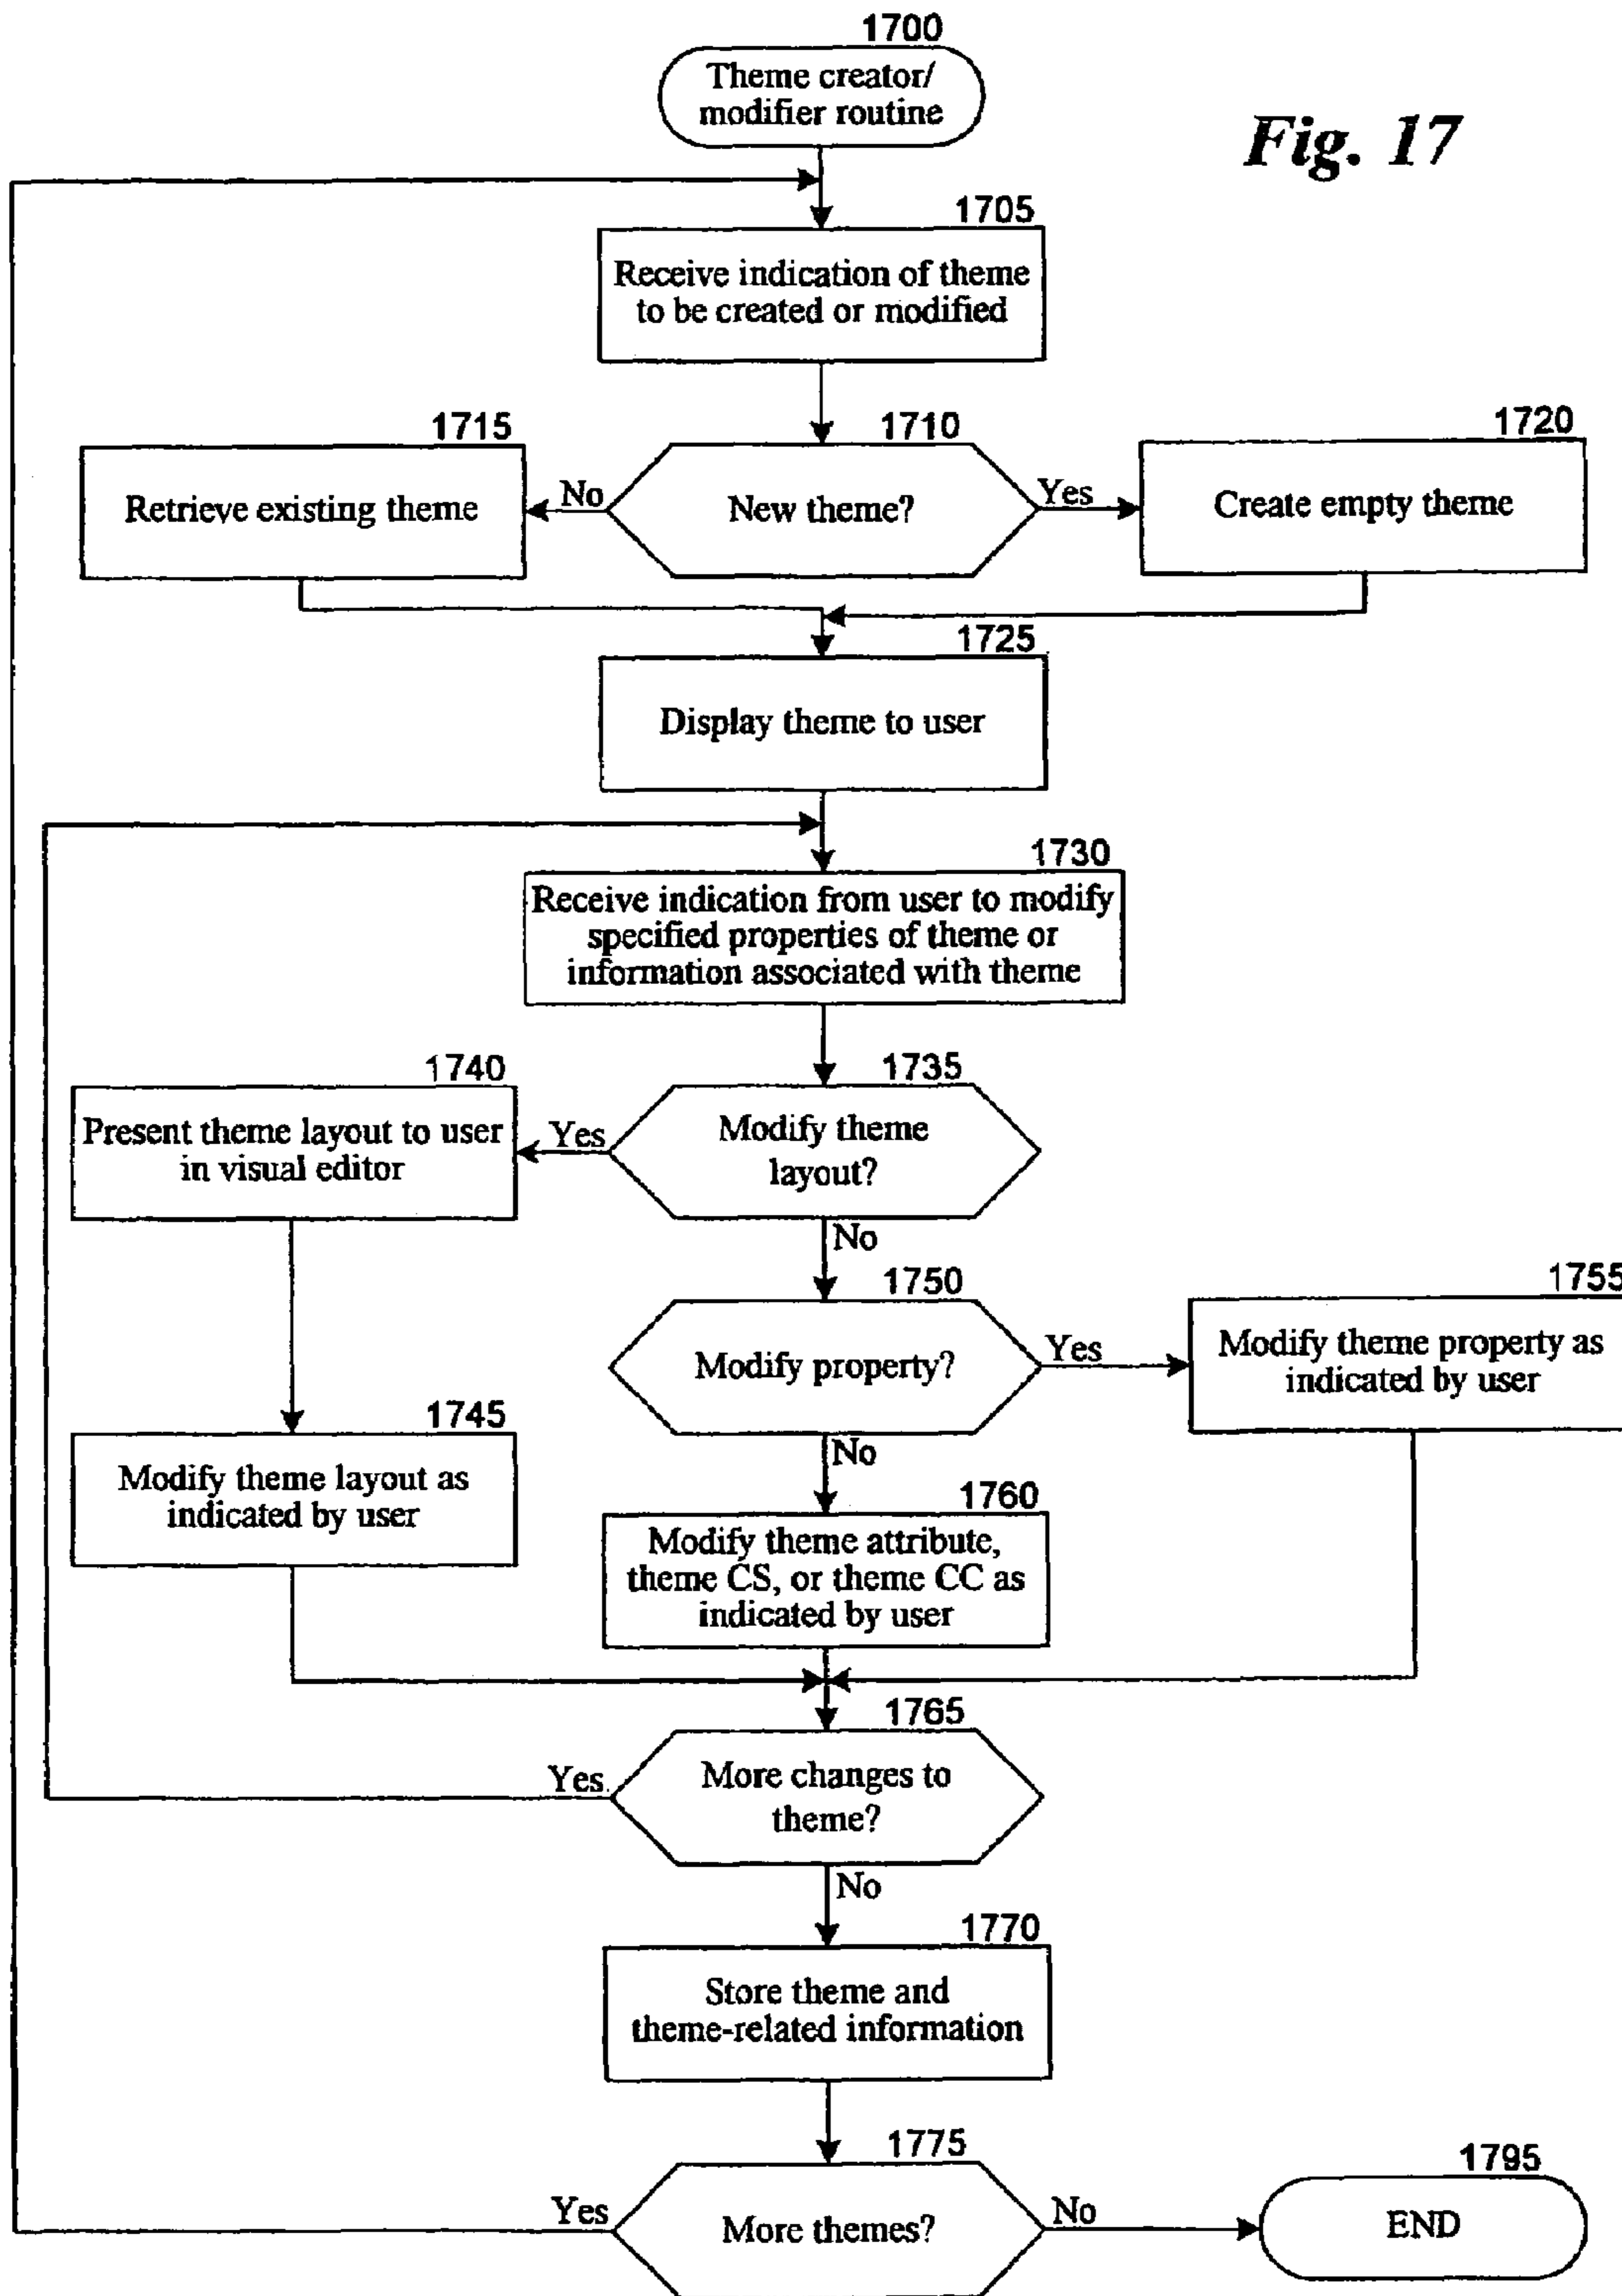 1700
Theme creator/
modifier routine
Fig. 17
1705
Receive indication of theme
to be created or modified
1715
1710
1720
Retrieve existing theme
No
New theme?
Yes
Create empty theme
1725
Display theme to user
1730
Receive indication from user to modify
specified properties of theme or
information associated with theme
1740
1735
Present theme layout to user
in visual editor
Yes
Modify theme
layout?
No
1750
1755
Modify property?
Yes
Modify theme property as
indicated by user
1745
No
Modify theme layout as
indicated by user
1760
Modify theme attribute,
theme CS, or theme CC as
indicated by user
1765
Yes
More changes to
theme?
No
1770
Store theme and
theme-related information
1775
1795
Yes
More themes?
No
END